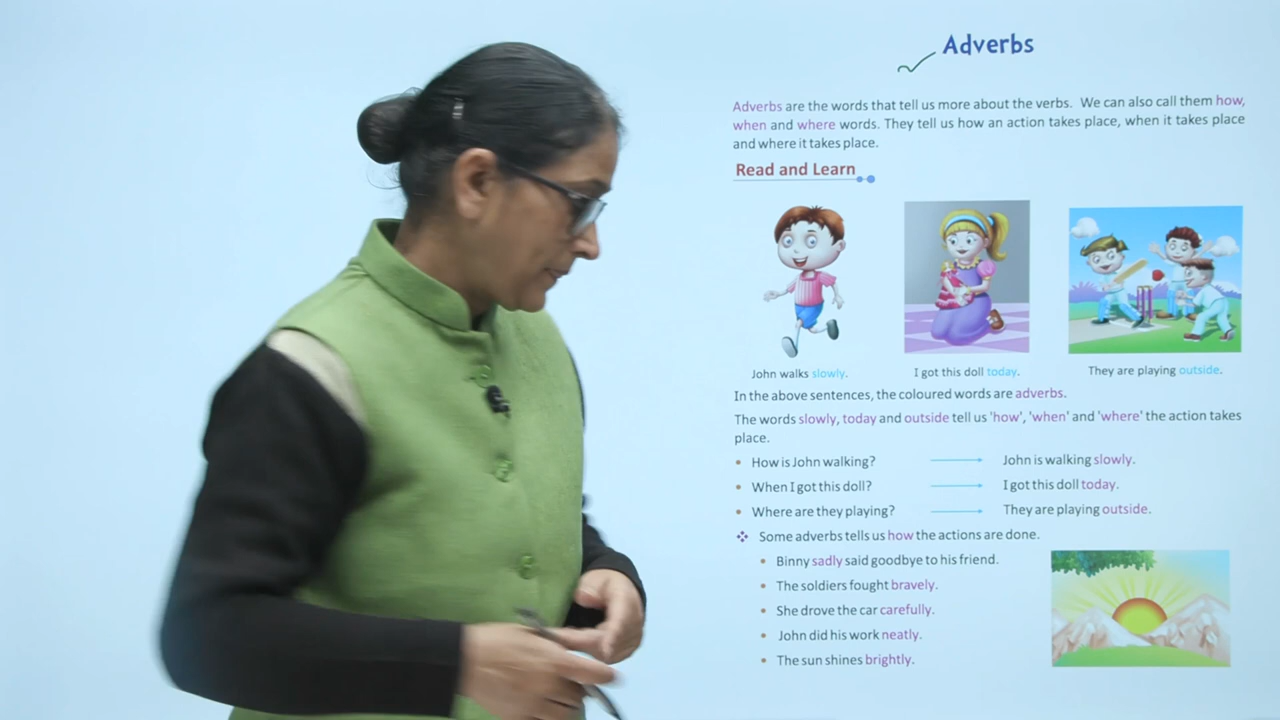 Adverbs
Adverbs are the words that tell us more about the verbs. We can also call them how,
when and where words. They tell us how an action takes place, when it takes place
and where it takes place.
Read and Learn
John walks slowly.
I got this doll today.
They are playing outside.
In the above sentences, the coloured words are adverbs.
The words slowly, today and outside tell us 'how', 'when' and 'where' the action takes
place.
• How is John walking? John is walking slowly.
• When I got this doll? I got this doll today.
• Where are they playing? They are playing outside.
❖ Some adverbs tells us how the actions are done.
• Binny sadly said goodbye to his friend.
• The soldiers fought bravely.
• She drove the car carefully.
• John did his work neatly.
• The sun shines brightly.